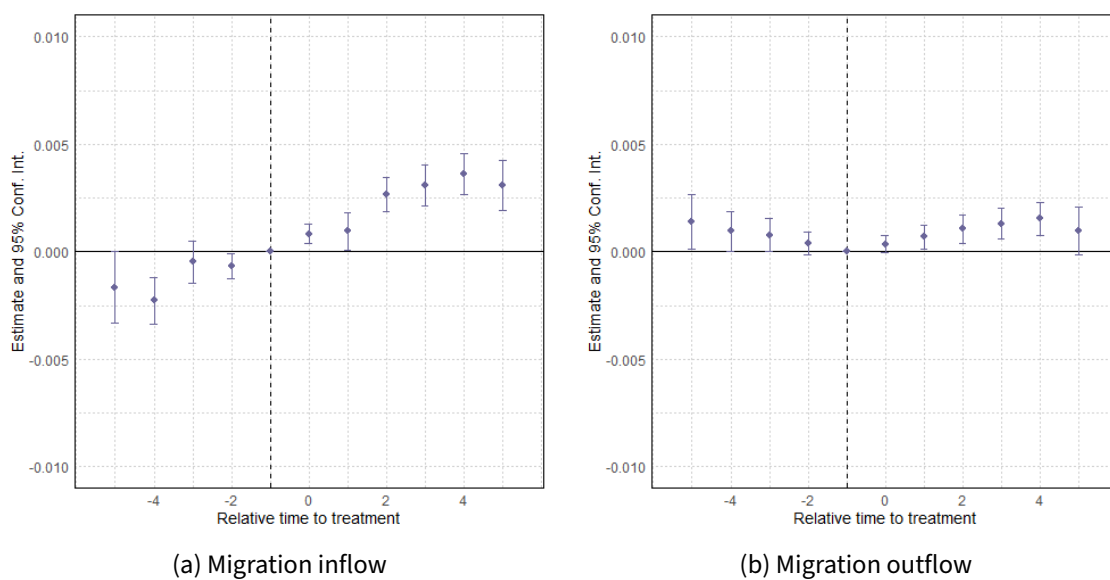 0.010
0.005
0.000
-0.005
-0.010
Estimate and 95% Conf. Int.
-4 -2 0 2 4
Relative time to treatment
(a) Migration inflow
0.010
0.005
0.000
-0.005
-0.010
Estimate and 95% Conf. Int.
-4 -2 0 2 4
Relative time to treatment
(b) Migration outflow